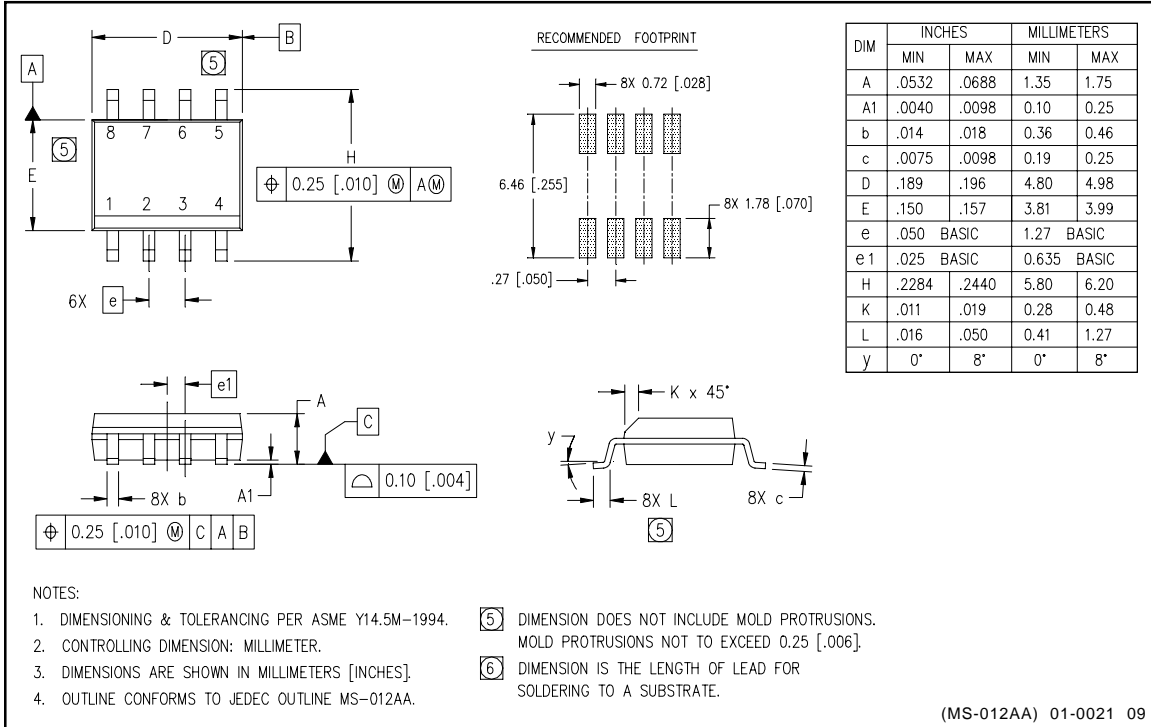 D
B
A
5
8 7 6 5
5
E
H
⌖ 0.25 [.010] Ⓜ AⓂ
1 2 3 4
6X e
RECOMMENDED FOOTPRINT
8X 0.72 [.028]
6.46 [.255]
8X 1.78 [.070]
.27 [.050]
DIM INCHES MILLIMETERS
MIN MAX MIN MAX
A .0532 .0688 1.35 1.75
A1 .0040 .0098 0.10 0.25
b .014 .018 0.36 0.46
c .0075 .0098 0.19 0.25
D .189 .196 4.80 4.98
E .150 .157 3.81 3.99
e .050 BASIC 1.27 BASIC
e1 .025 BASIC 0.635 BASIC
H .2284 .2440 5.80 6.20
K .011 .019 0.28 0.48
L .016 .050 0.41 1.27
y 0° 8° 0° 8°
e1
A
C
⌓ 0.10 [.004]
8X b
A1
⌖ 0.25 [.010] Ⓜ C A B
K x 45°
y
8X L
8X c
5
NOTES:
1. DIMENSIONING & TOLERANCING PER ASME Y14.5M-1994.
2. CONTROLLING DIMENSION: MILLIMETER.
3. DIMENSIONS ARE SHOWN IN MILLIMETERS [INCHES].
4. OUTLINE CONFORMS TO JEDEC OUTLINE MS-012AA.
5 DIMENSION DOES NOT INCLUDE MOLD PROTRUSIONS.
MOLD PROTRUSIONS NOT TO EXCEED 0.25 [.006].
6 DIMENSION IS THE LENGTH OF LEAD FOR
SOLDERING TO A SUBSTRATE.
(MS-012AA) 01-0021 09